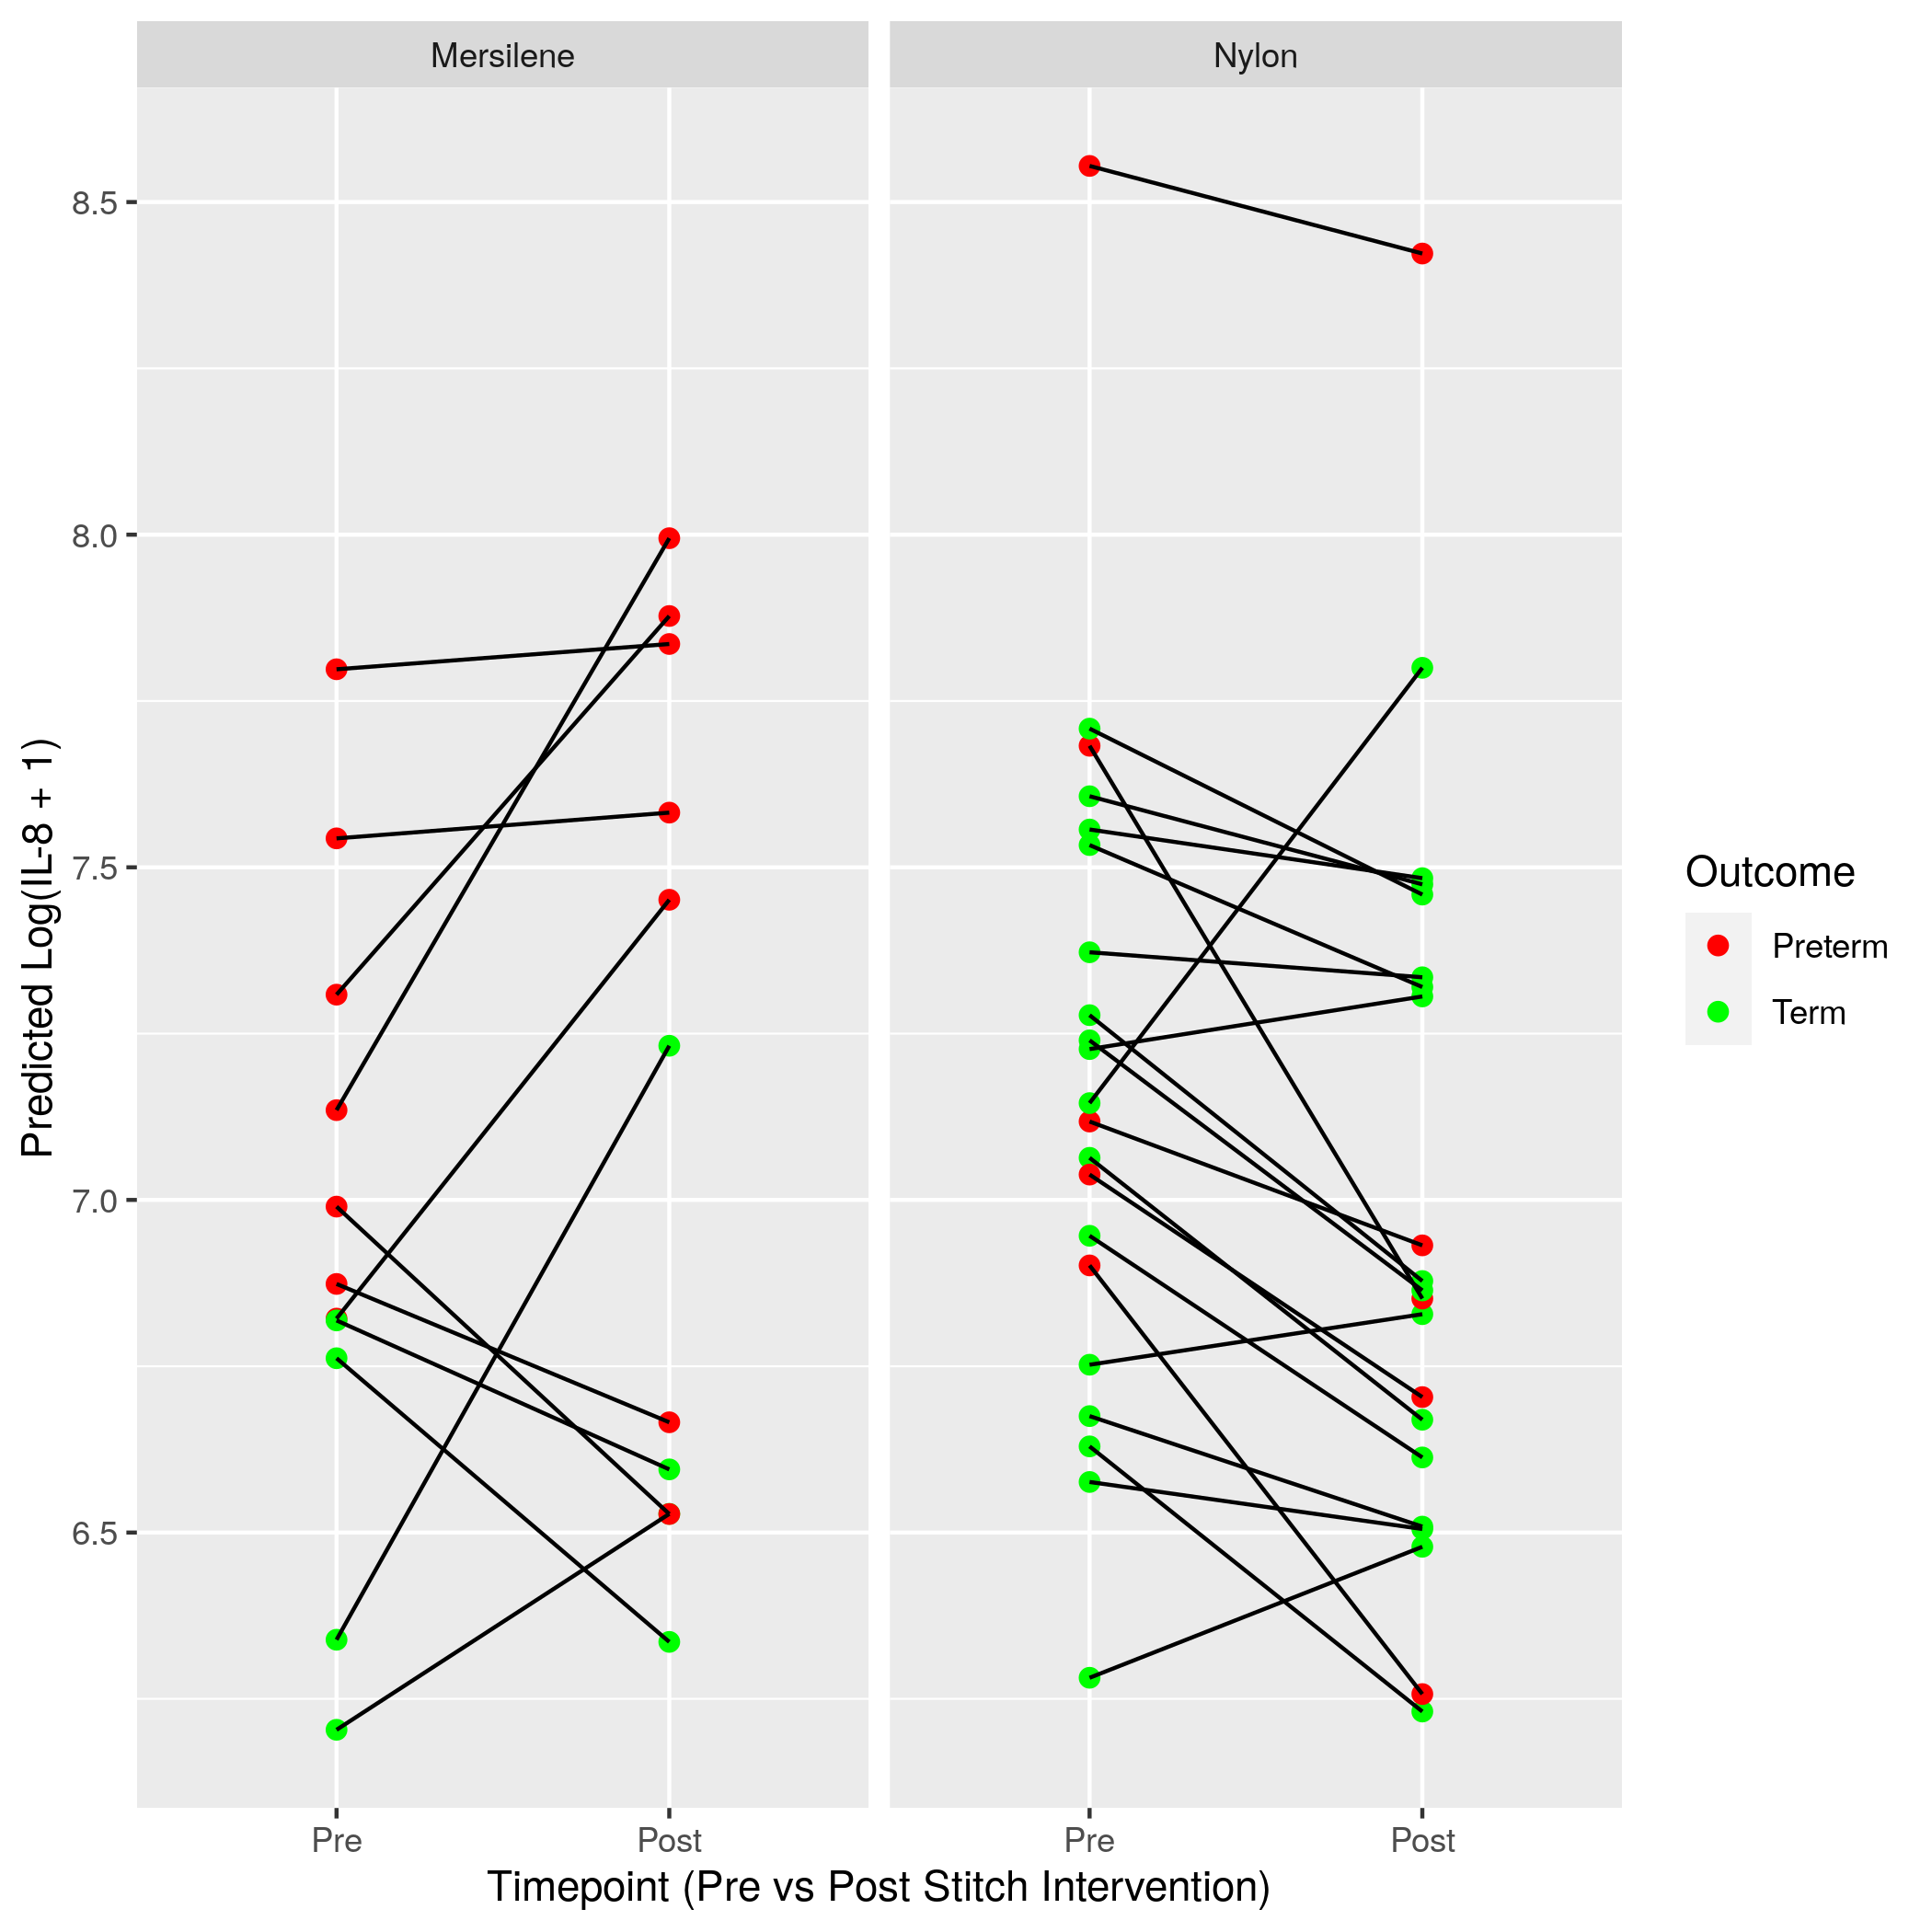 Mersilene
Nylon
Predicted Log(IL-8 + 1)
8.5
8.0
7.5
7.0
6.5
Pre
Post
Pre
Post
Timepoint (Pre vs Post Stitch Intervention)
Outcome
Preterm
Term